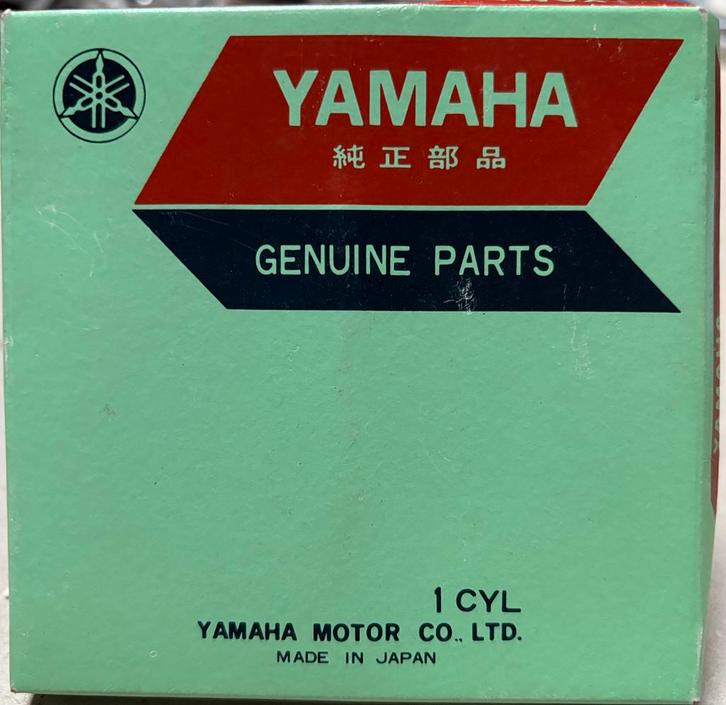 YAMAHA
純正部品
GENUINE PARTS
1 CYL
YAMAHA MOTOR CO., LTD.
MADE IN JAPAN